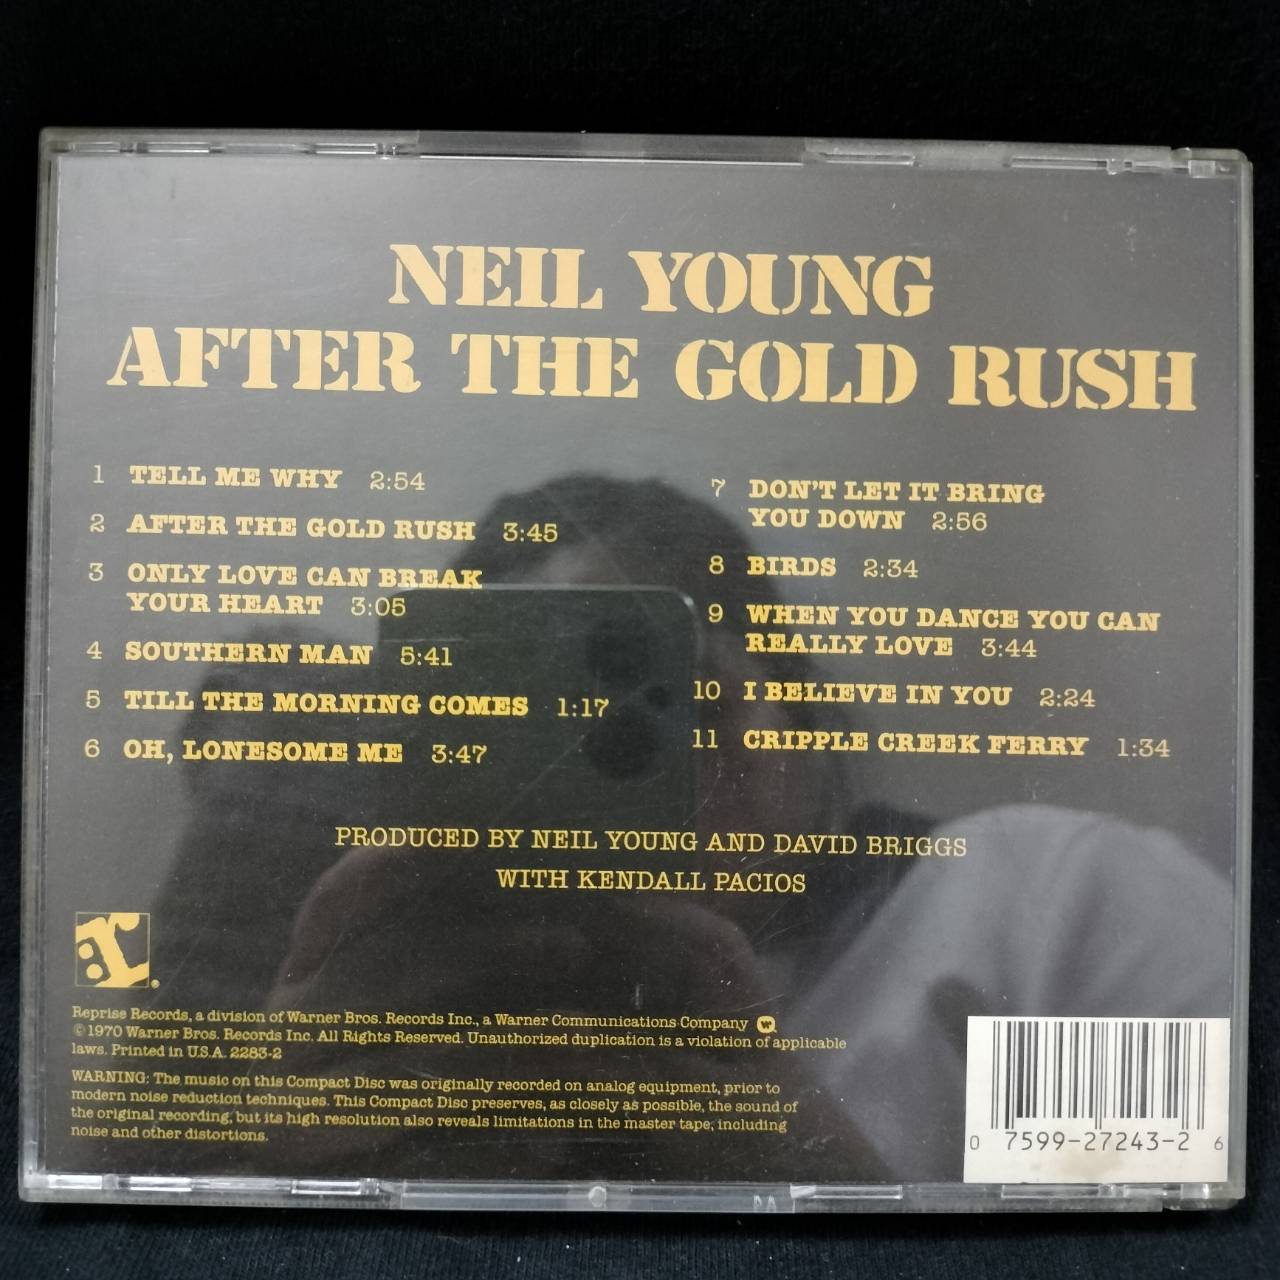 NEIL YOUNG
AFTER THE GOLD RUSH
1 TELL ME WHY 2:54
2 AFTER THE GOLD RUSH 3:45
3 ONLY LOVE CAN BREAK
YOUR HEART 3:05
4 SOUTHERN MAN 5:41
5 TILL THE MORNING COMES 1:17
6 OH, LONESOME ME 3:47
7 DON'T LET IT BRING
YOU DOWN 2:56
8 BIRDS 2:34
9 WHEN YOU DANCE YOU CAN
REALLY LOVE 3:44
10 I BELIEVE IN YOU 2:24
11 CRIPPLE CREEK FERRY 1:34
PRODUCED BY NEIL YOUNG AND DAVID BRIGGS
WITH KENDALL PACIOS
:r®
Reprise Records, a division of Warner Bros. Records Inc., a Warner Communications Company
©1970 Warner Bros. Records Inc. All Rights Reserved. Unauthorized duplication is a violation of applicable
laws. Printed in U.S.A. 2283-2
WARNING: The music on this Compact Disc was originally recorded on analog equipment, prior to
modern noise reduction techniques. This Compact Disc preserves, as closely as possible, the sound of
the original recording, but its high resolution also reveals limitations in the master tape, including
noise and other distortions.
0 7599-27243-2 6